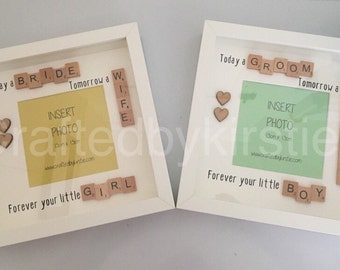 Today a BRIDE
Tomorrow a
WIFE
INSERT
PHOTO
Forever your little GIRL
Today a GROOM
Tomorrow a
INSERT
PHOTO
Forever your little BOY
craftedbykirstie